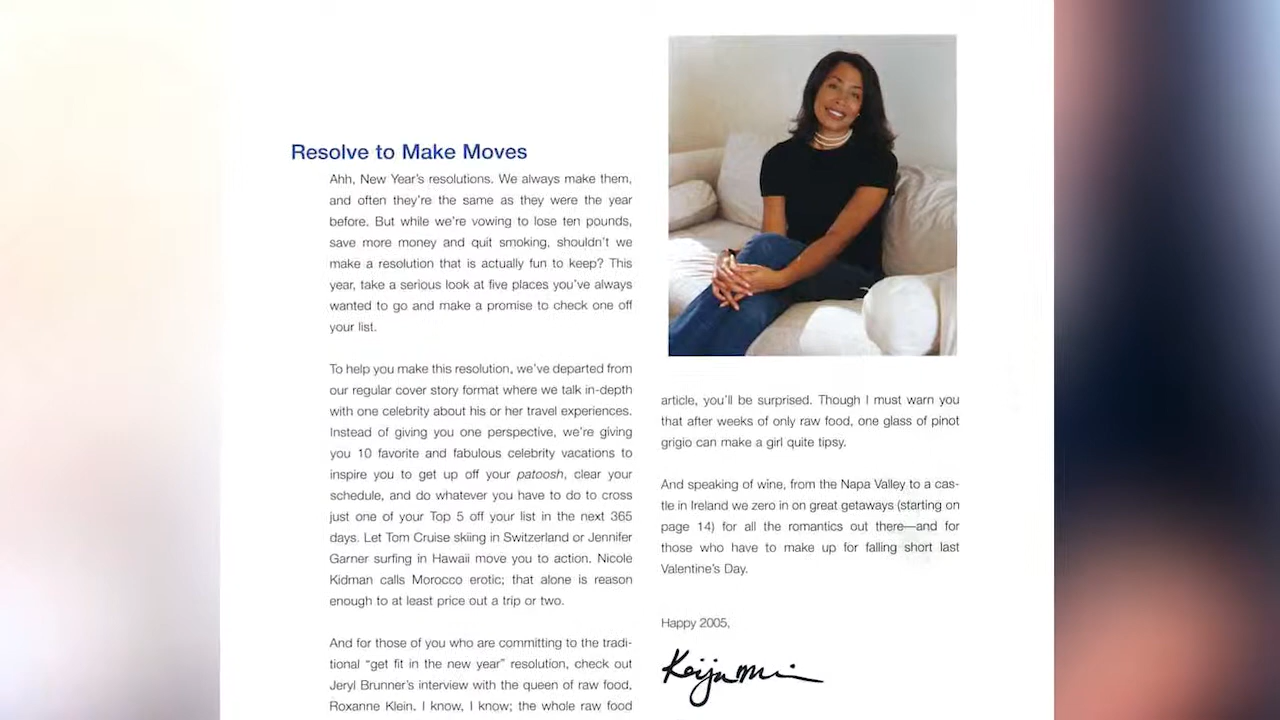 Resolve to Make Moves
Ahh, New Year's resolutions. We always make them,
and often they're the same as they were the year
before. But while we're vowing to lose ten pounds,
save more money and quit smoking, shouldn't we
make a resolution that is actually fun to keep? This
year, take a serious look at five places you've always
wanted to go and make a promise to check one off
your list.
To help you make this resolution, we've departed from
our regular cover story format where we talk in-depth
with one celebrity about his or her travel experiences.
Instead of giving you one perspective, we're giving
you 10 favorite and fabulous celebrity vacations to
inspire you to get up off your patoosh, clear your
schedule, and do whatever you have to do to cross
just one of your Top 5 off your list in the next 365
days. Let Tom Cruise skiing in Switzerland or Jennifer
Garner surfing in Hawaii move you to action. Nicole
Kidman calls Morocco erotic; that alone is reason
enough to at least price out a trip or two.
And for those of you who are committing to the tradi-
tional "get fit in the new year" resolution, check out
Jeryl Brunner's interview with the queen of raw food,
Roxanne Klein. I know, I know; the whole raw food
article, you'll be surprised. Though I must warn you
that after weeks of only raw food, one glass of pinot
grigio can make a girl quite tipsy.
And speaking of wine, from the Napa Valley to a cas-
tle in Ireland we zero in on great getaways (starting on
page 14) for all the romantics out there—and for
those who have to make up for falling short last
Valentine's Day.
Happy 2005,
Keija